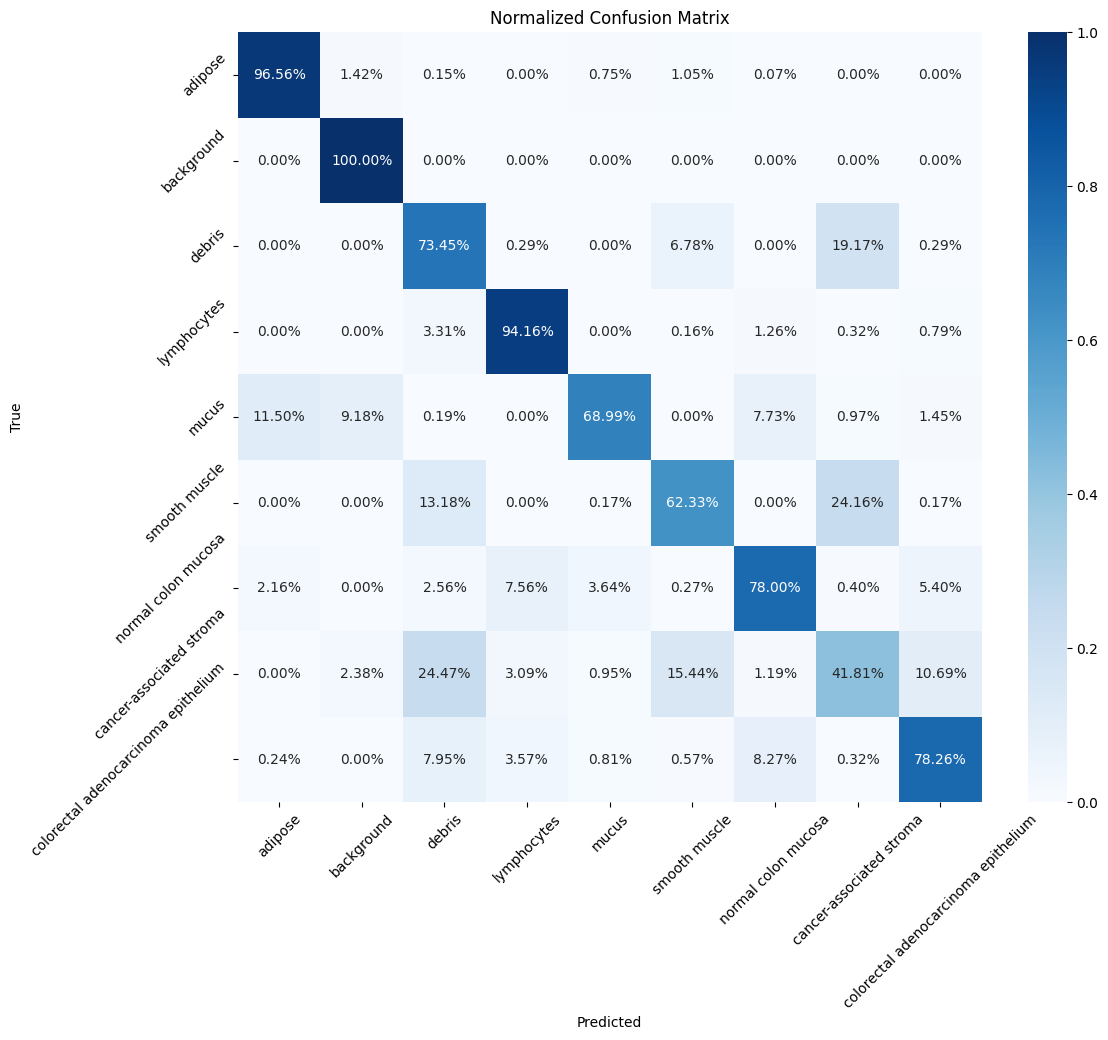 Normalized Confusion Matrix
adipose 96.56% 1.42% 0.15% 0.00% 0.75% 1.05% 0.07% 0.00% 0.00%
background 0.00% 100.00% 0.00% 0.00% 0.00% 0.00% 0.00% 0.00% 0.00%
debris 0.00% 0.00% 73.45% 0.29% 0.00% 6.78% 0.00% 19.17% 0.29%
lymphocytes 0.00% 0.00% 3.31% 94.16% 0.00% 0.16% 1.26% 0.32% 0.79%
mucus 11.50% 9.18% 0.19% 0.00% 68.99% 0.00% 7.73% 0.97% 1.45%
smooth muscle 0.00% 0.00% 13.18% 0.00% 0.17% 62.33% 0.00% 24.16% 0.17%
normal colon mucosa 2.16% 0.00% 2.56% 7.56% 3.64% 0.27% 78.00% 0.40% 5.40%
cancer-associated stroma 0.00% 2.38% 24.47% 3.09% 0.95% 15.44% 1.19% 41.81% 10.69%
colorectal adenocarcinoma epithelium 0.24% 0.00% 7.95% 3.57% 0.81% 0.57% 8.27% 0.32% 78.26%
True
adipose
background
debris
lymphocytes
mucus
smooth muscle
normal colon mucosa
cancer-associated stroma
colorectal adenocarcinoma epithelium
Predicted
1.0
0.8
0.6
0.4
0.2
0.0